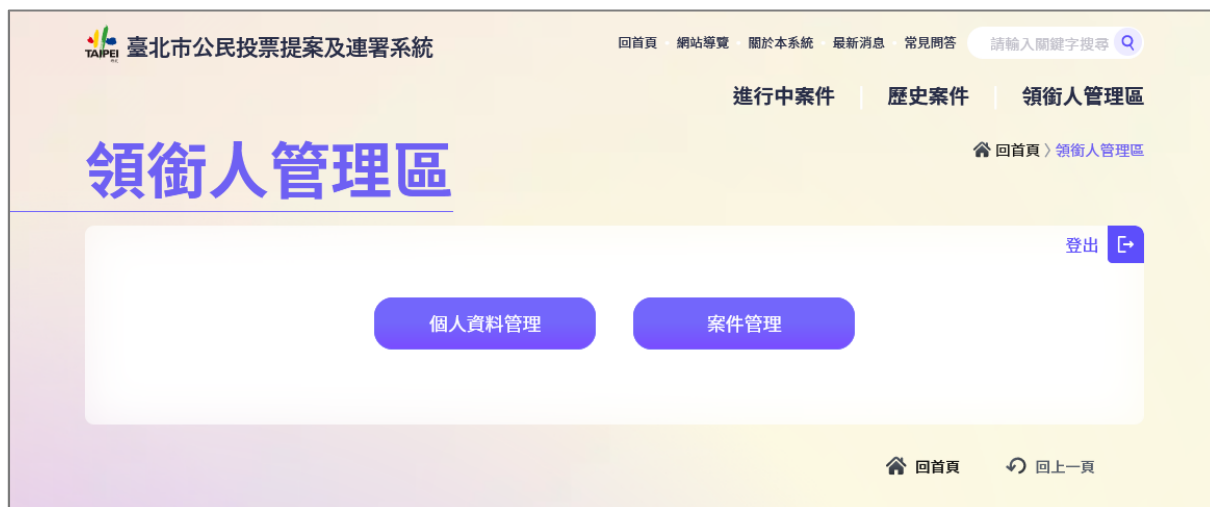 TAIPEI 臺北市公民投票提案及連署系統
回首頁 網站導覽 關於本系統 最新消息 常見問答 請輸入關鍵字搜尋
進行中案件 歷史案件 領銜人管理區
領銜人管理區
回首頁 〉領銜人管理區
登出
個人資料管理 案件管理
回首頁 回上一頁